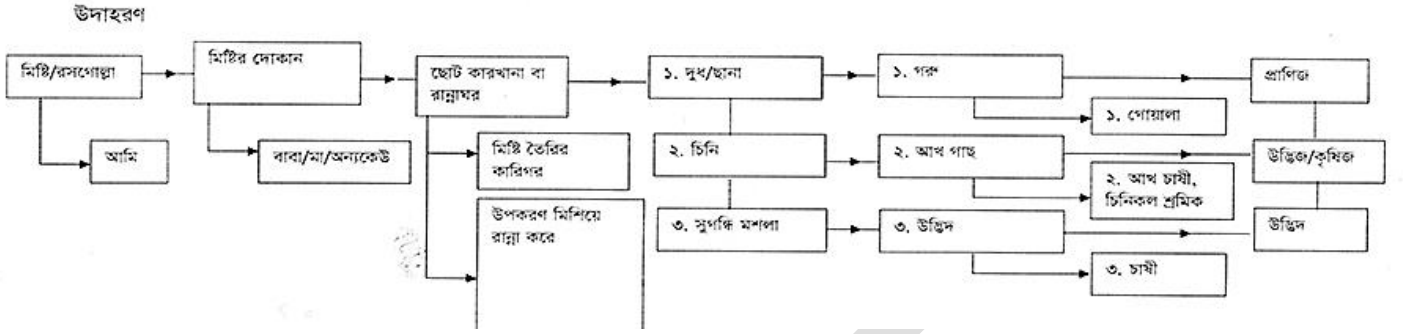 উদাহরণ
মিষ্টি/রসগোল্লা
আমি
মিষ্টির দোকান
বাবা/মা/অন্যকেউ
ছোট কারখানা বা
রান্নাঘর
মিষ্টি তৈরির
কারিগর
উপকরণ মিশিয়ে
রান্না করে
১. দুধ/ছানা
২. চিনি
৩. সুগন্ধি মশলা
১. গরু
১. গোয়ালা
২. আখ গাছ
২. আখ চাষী,
চিনিকল শ্রমিক
৩. উদ্ভিদ
৩. চাষী
প্রাণিজ
উদ্ভিজ/কৃষিজ
উদ্ভিদ